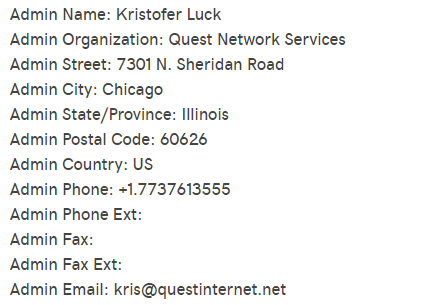 Admin Name: Kristofer Luck
Admin Organization: Quest Network Services
Admin Street: 7301 N. Sheridan Road
Admin City: Chicago
Admin State/Province: Illinois
Admin Postal Code: 60626
Admin Country: US
Admin Phone: +1.7737613555
Admin Phone Ext:
Admin Fax:
Admin Fax Ext:
Admin Email: kris@questinternet.net